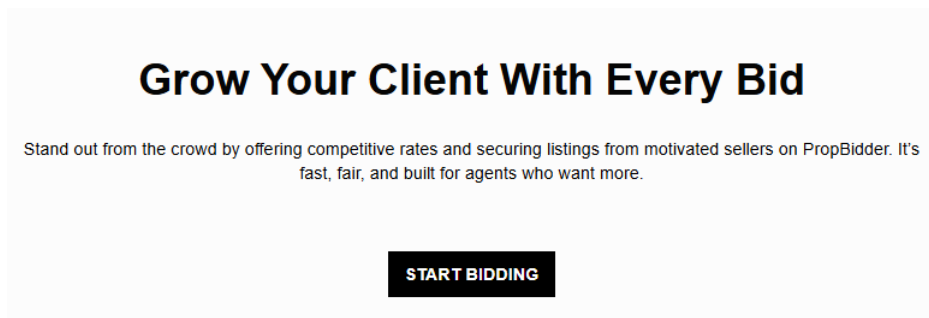 Grow Your Client With Every Bid
Stand out from the crowd by offering competitive rates and securing listings from motivated sellers on PropBidder. It’s
fast, fair, and built for agents who want more.
START BIDDING